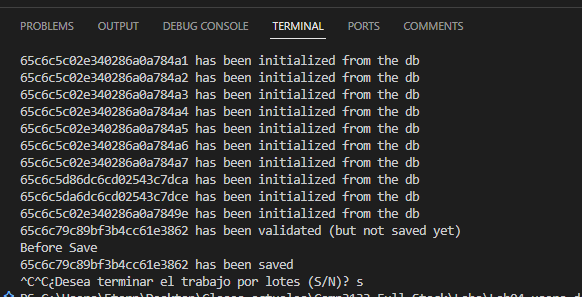 PROBLEMS OUTPUT DEBUG CONSOLE TERMINAL PORTS COMMENTS
65c6c5c02e340286a0a784a1 has been initialized from the db
65c6c5c02e340286a0a784a2 has been initialized from the db
65c6c5c02e340286a0a784a3 has been initialized from the db
65c6c5c02e340286a0a784a4 has been initialized from the db
65c6c5c02e340286a0a784a5 has been initialized from the db
65c6c5c02e340286a0a784a6 has been initialized from the db
65c6c5c02e340286a0a784a7 has been initialized from the db
65c6c5d86dc6cd02543c7dca has been initialized from the db
65c6c5da6dc6cd02543c7dce has been initialized from the db
65c6c5c02e340286a0a7849e has been initialized from the db
65c6c79c89bf3b4cc61e3862 has been validated (but not saved yet)
Before Save
65c6c79c89bf3b4cc61e3862 has been saved
^C^C¿Desea terminar el trabajo por lotes (S/N)? s